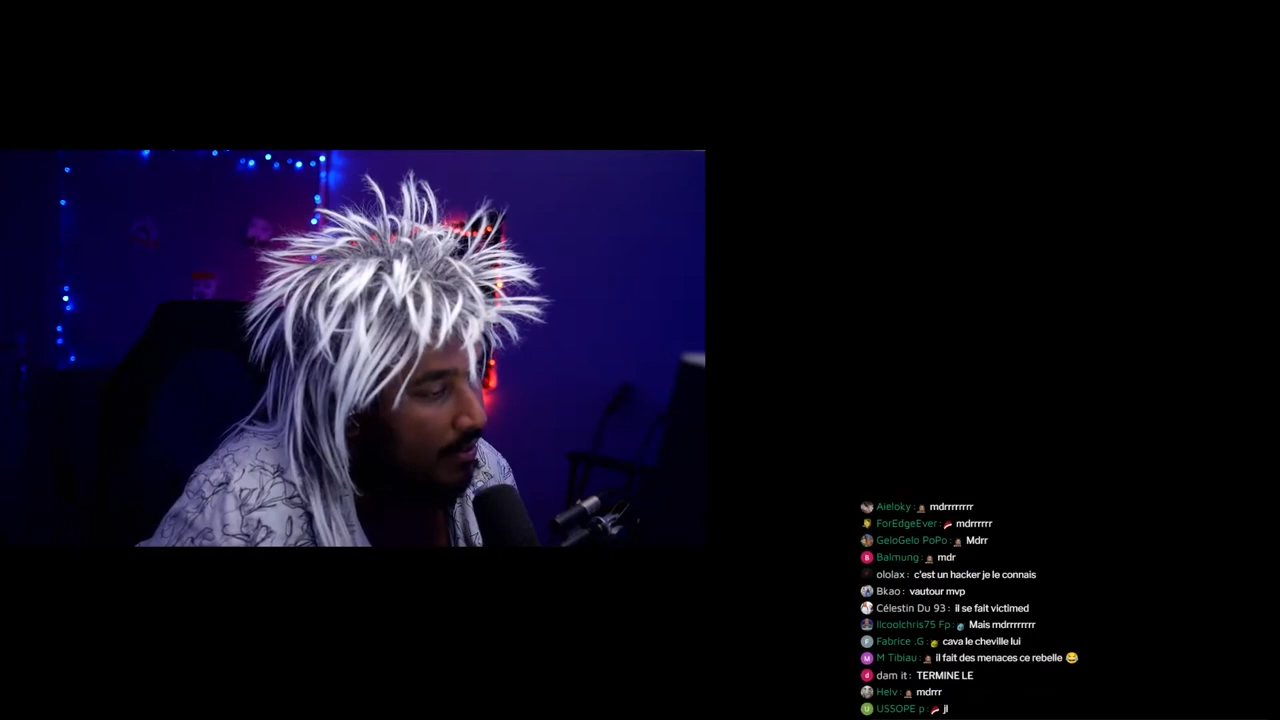 Aieloky : mdrrrrrrrr
ForEdgeEver : mdrrrrrr
GeioGelo PoPo : Mdrr
Balmung : mdr
ololax : c'est un hacker je le connais
Bkao : vautour mvp
Célestin Du 93 : il se fait victimed
Ilcoolchris75 Fp : Mais mdrrrrrrrr
Fabrice .G : cava le cheville lui
M Tibiau : il fait des menaces ce rebelle 😂
dam it : TERMINE LE
Helv : mdrrr
USSOPE p : jl